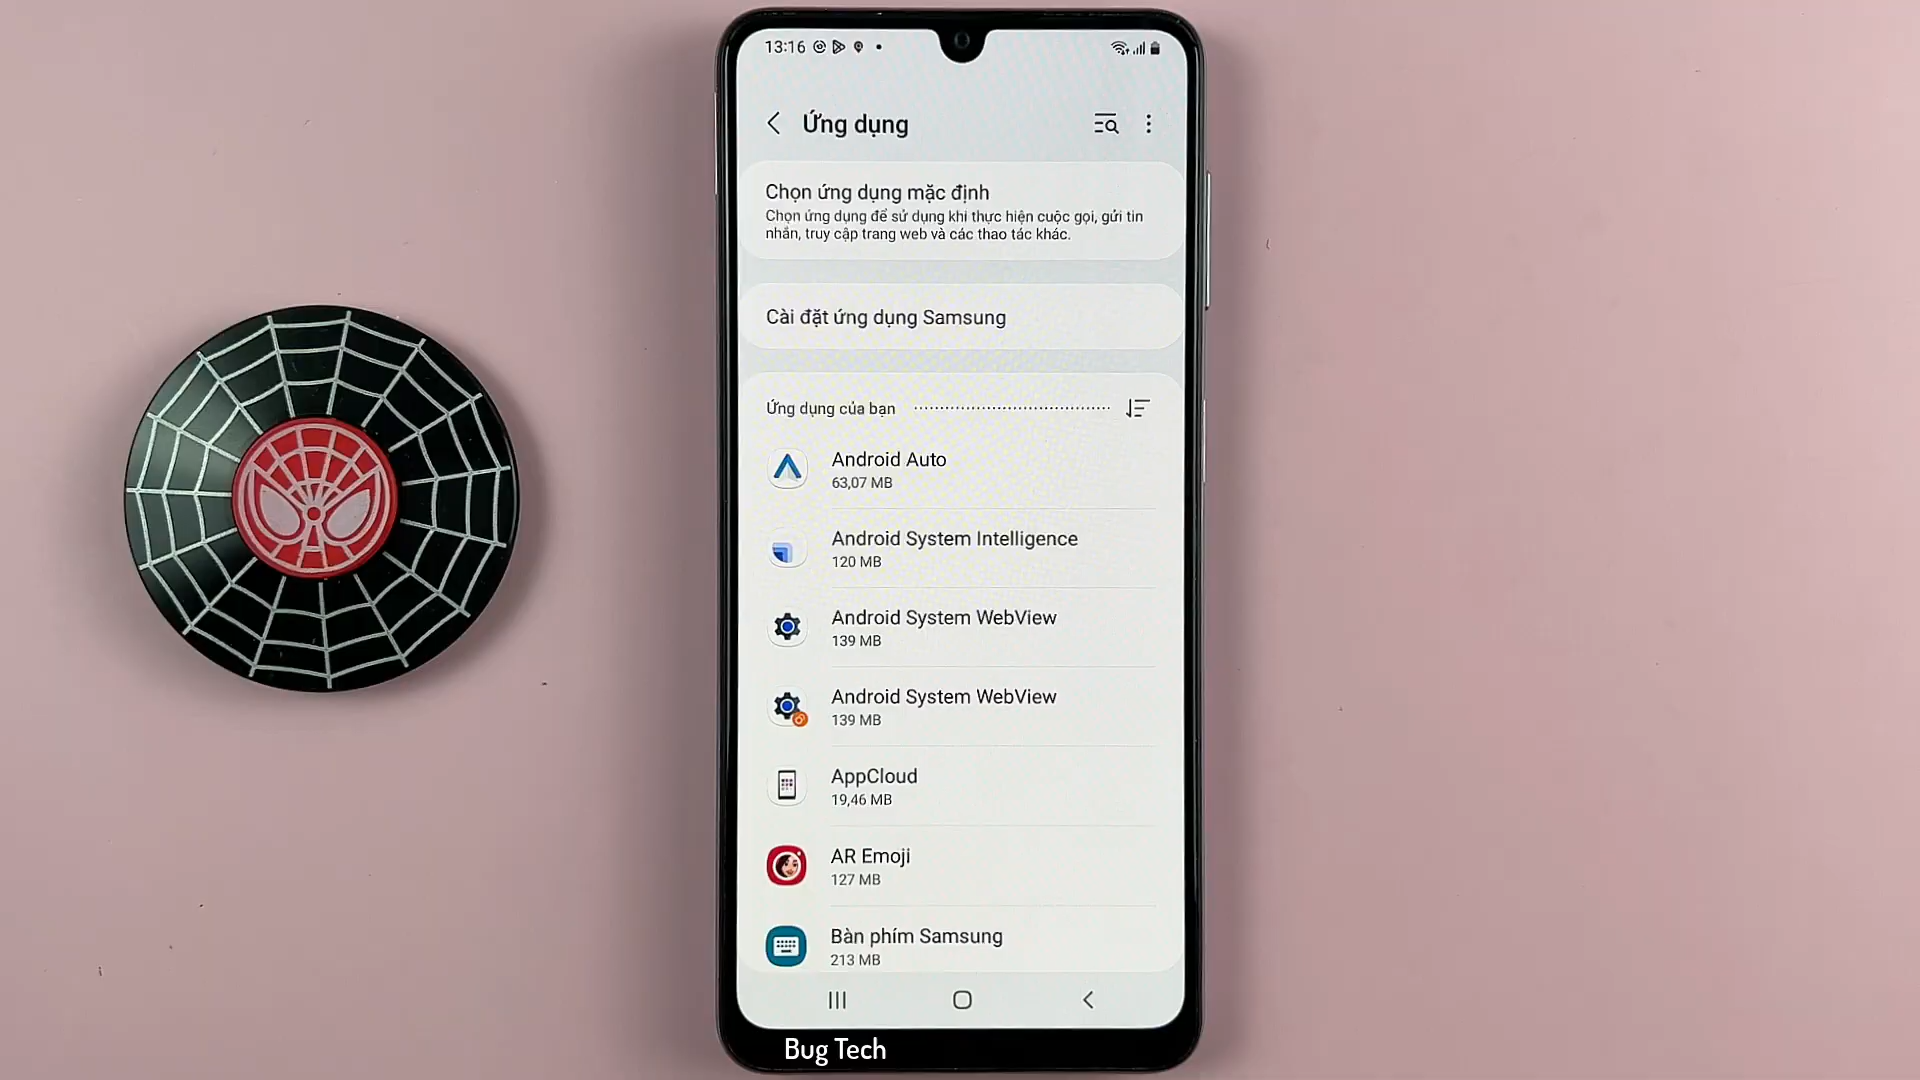 13:16
Ứng dụng
Chọn ứng dụng mặc định
Chọn ứng dụng để sử dụng khi thực hiện cuộc gọi, gửi tin
nhắn, truy cập trang web và các thao tác khác.
Cài đặt ứng dụng Samsung
Ứng dụng của bạn
Android Auto
63,07 MB
Android System Intelligence
120 MB
Android System WebView
139 MB
Android System WebView
139 MB
AppCloud
19,46 MB
AR Emoji
127 MB
Bàn phím Samsung
213 MB
Bug Tech